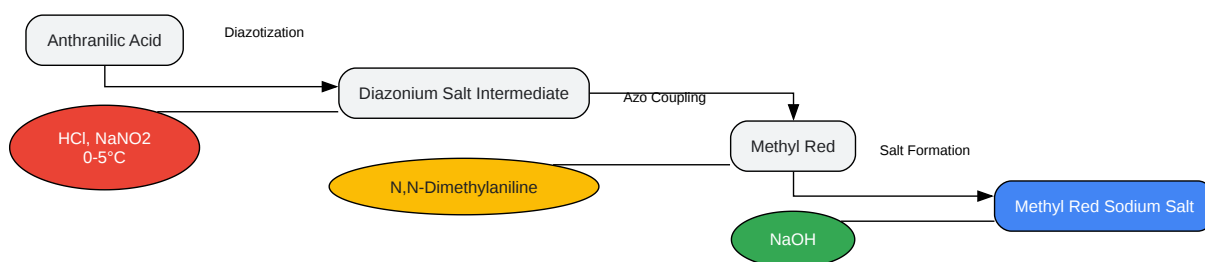 Anthranilic Acid
Diazotization
Diazonium Salt Intermediate
Azo Coupling
HCl, NaNO2
0-5°C
Methyl Red
Salt Formation
N,N-Dimethylaniline
Methyl Red Sodium Salt
NaOH